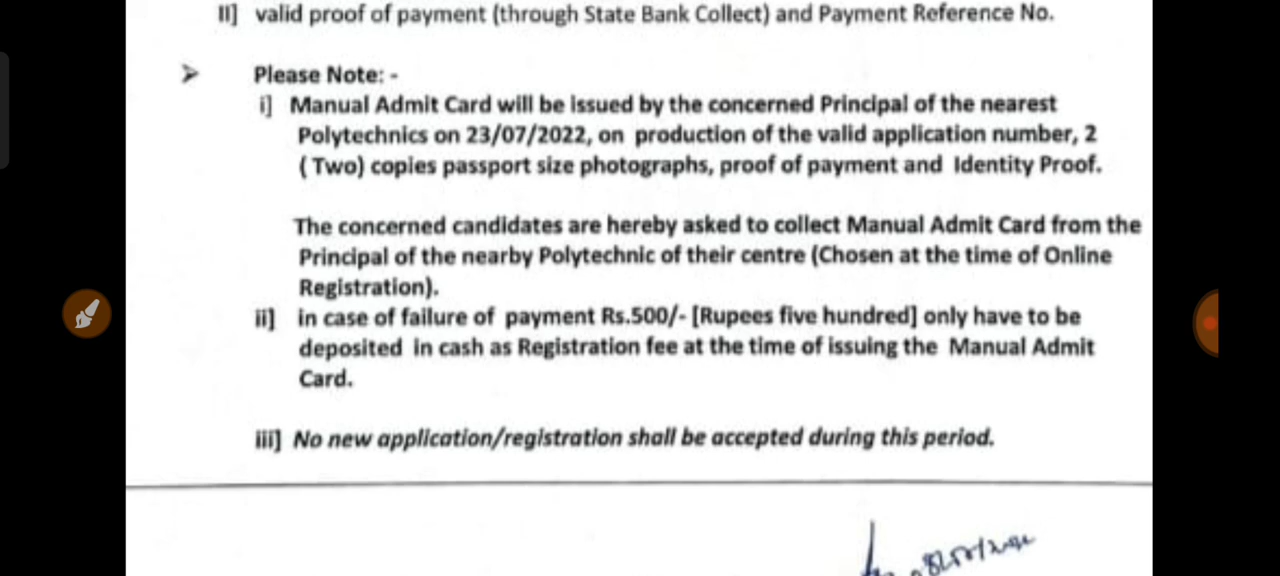 II] valid proof of payment (through State Bank Collect) and Payment Reference No.
➢ Please Note: -
i] Manual Admit Card will be issued by the concerned Principal of the nearest
Polytechnics on 23/07/2022, on production of the valid application number, 2
( Two) copies passport size photographs, proof of payment and Identity Proof.
The concerned candidates are hereby asked to collect Manual Admit Card from the
Principal of the nearby Polytechnic of their centre (Chosen at the time of Online
Registration).
ii] in case of failure of payment Rs.500/- [Rupees five hundred] only have to be
deposited in cash as Registration fee at the time of issuing the Manual Admit
Card.
iii] No new application/registration shall be accepted during this period.